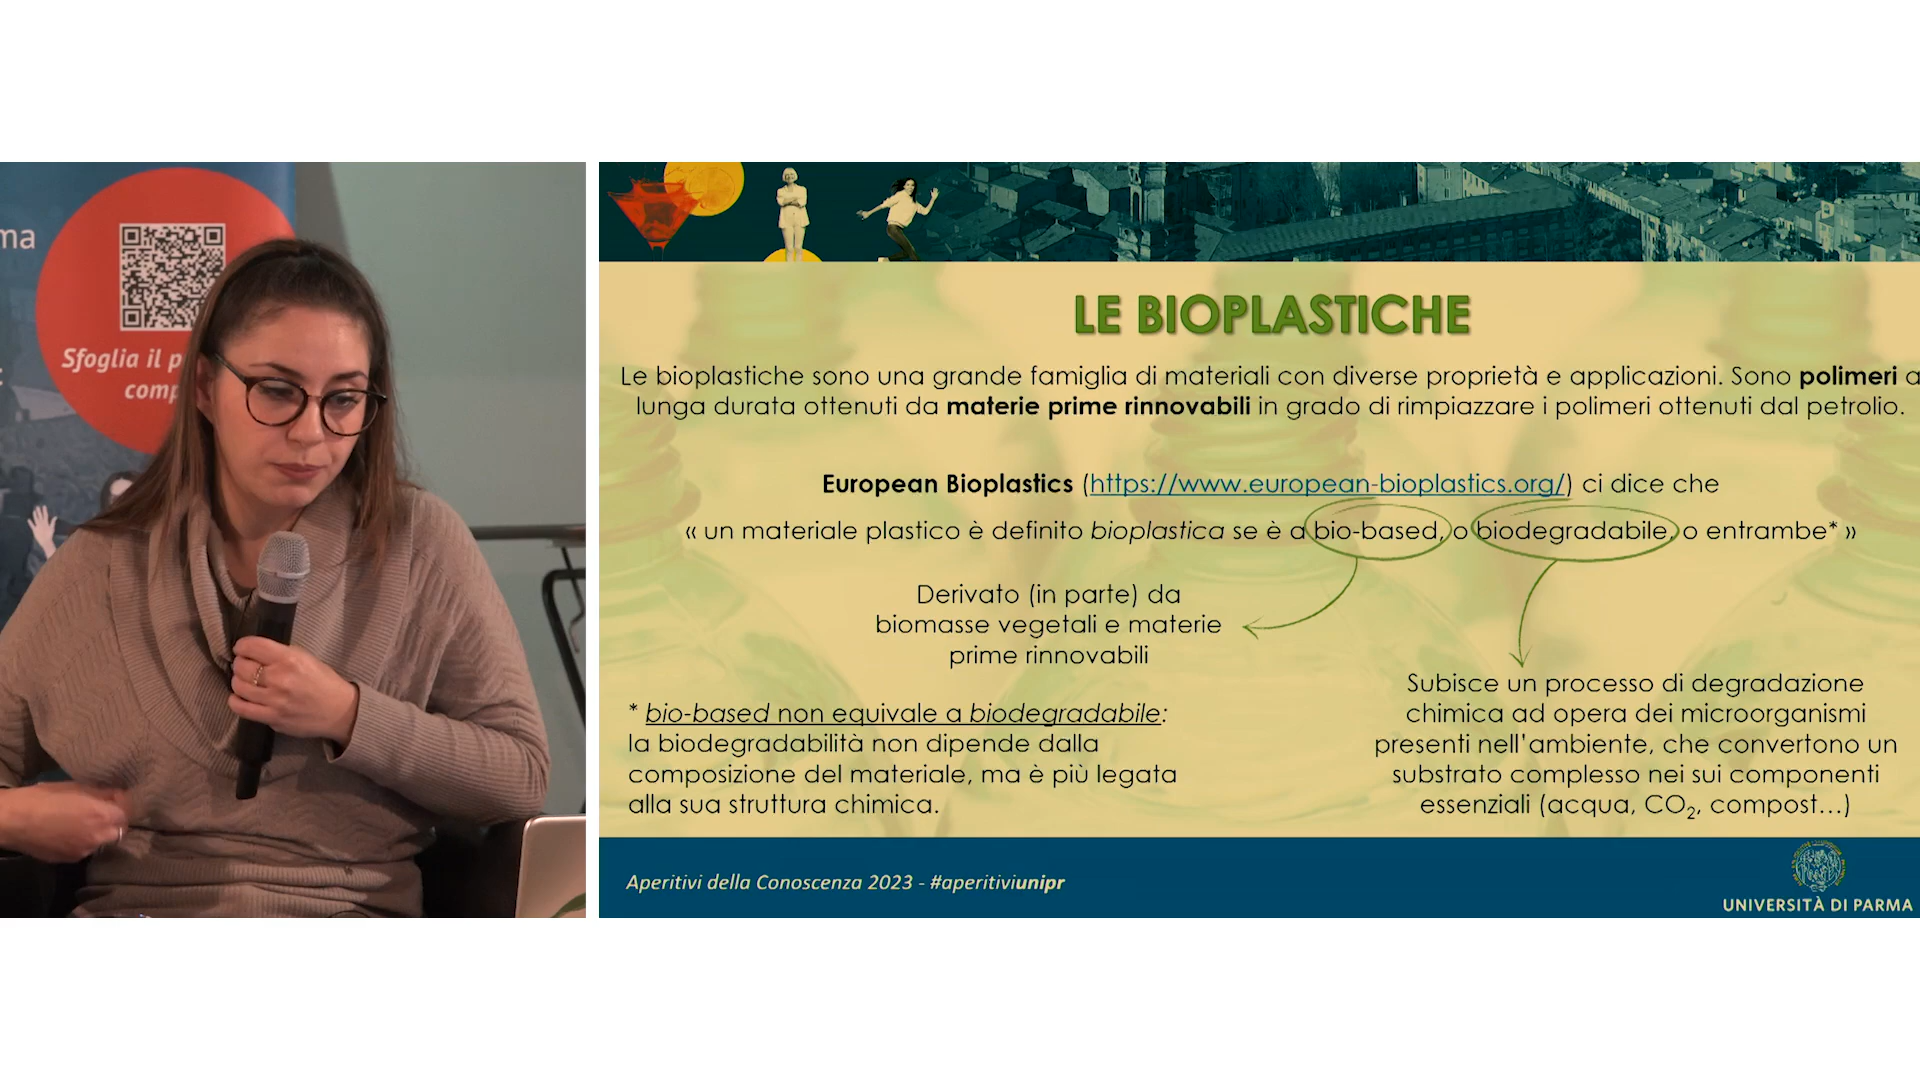 ma
Sfoglia il p
comp
LE BIOPLASTICHE
Le bioplastiche sono una grande famiglia di materiali con diverse proprietà e applicazioni. Sono polimeri a
lunga durata ottenuti da materie prime rinnovabili in grado di rimpiazzare i polimeri ottenuti dal petrolio.
European Bioplastics (https://www.european-bioplastics.org/) ci dice che
« un materiale plastico è definito bioplastica se è a bio-based, o biodegradabile, o entrambe* »
Derivato (in parte) da
biomasse vegetali e materie
prime rinnovabili
* bio-based non equivale a biodegradabile:
la biodegradabilità non dipende dalla
composizione del materiale, ma è più legata
alla sua struttura chimica.
Subisce un processo di degradazione
chimica ad opera dei microorganismi
presenti nell'ambiente, che convertono un
substrato complesso nei suoi componenti
essenziali (acqua, CO₂, compost…)
Aperitivi della Conoscenza 2023 - #aperitiviunipr
UNIVERSITÀ DI PARMA